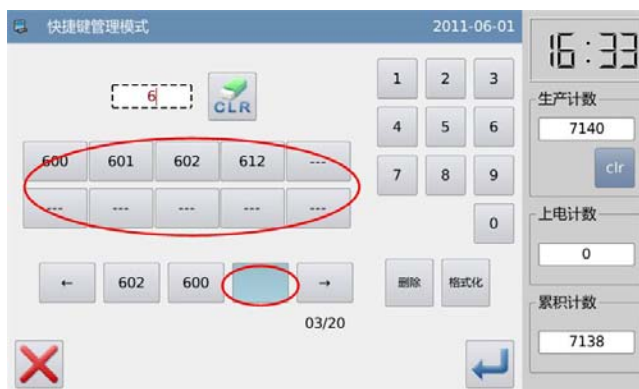 快捷键管理模式 2011-06-01
16:33
6
CLR
1 2 3
4 5 6
7 8 9
0
600 601 602 612 ---
--- --- --- --- ---
← 602 600 →
03/20
删除 格式化
生产计数
7140
clr
上电计数
0
累积计数
7138